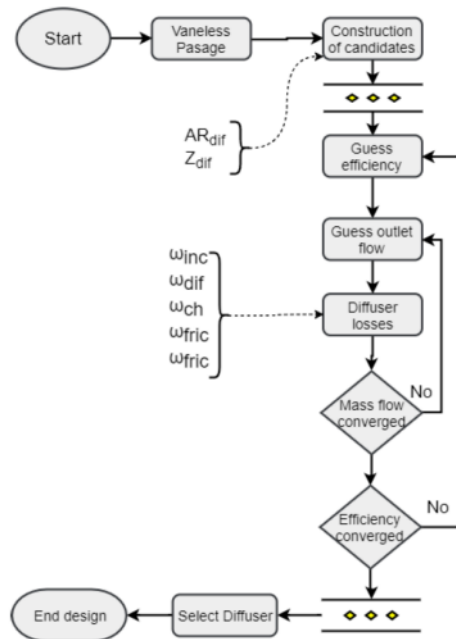 Start
Vaneless
Pasage
Construction
of candidates
AR_dif
Z_dif
Guess
efficiency
Guess outlet
flow
ω_inc
ω_dif
ω_ch
ω_fric
ω_fric
Diffuser
losses
No
Mass flow
converged
No
Efficiency
converged
End design
Select Diffuser